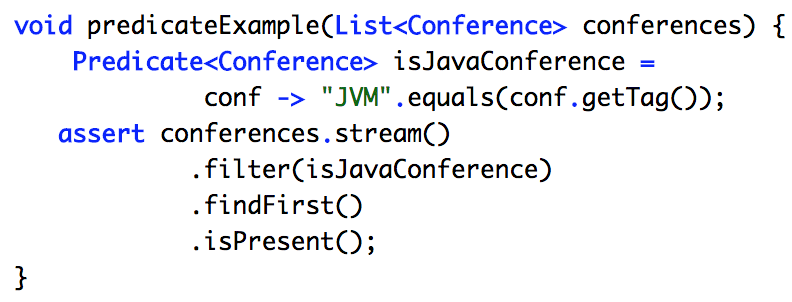 void predicateExample(List<Conference> conferences) {
    Predicate<Conference> isJavaConference =
             conf -> "JVM".equals(conf.getTag());
   assert conferences.stream()
            .filter(isJavaConference)
            .findFirst()
            .isPresent();
}